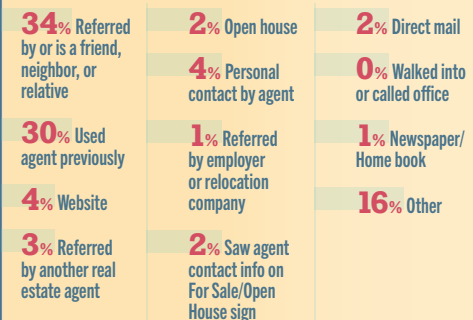 34% Referred
by or is a friend,
neighbor, or
relative
30% Used
agent previously
4% Website
3% Referred
by another real
estate agent
2% Open house
4% Personal
contact by agent
1% Referred
by employer
or relocation
company
2% Saw agent
contact info on
For Sale/Open
House sign
2% Direct mail
0% Walked into
or called office
1% Newspaper/
Home book
16% Other